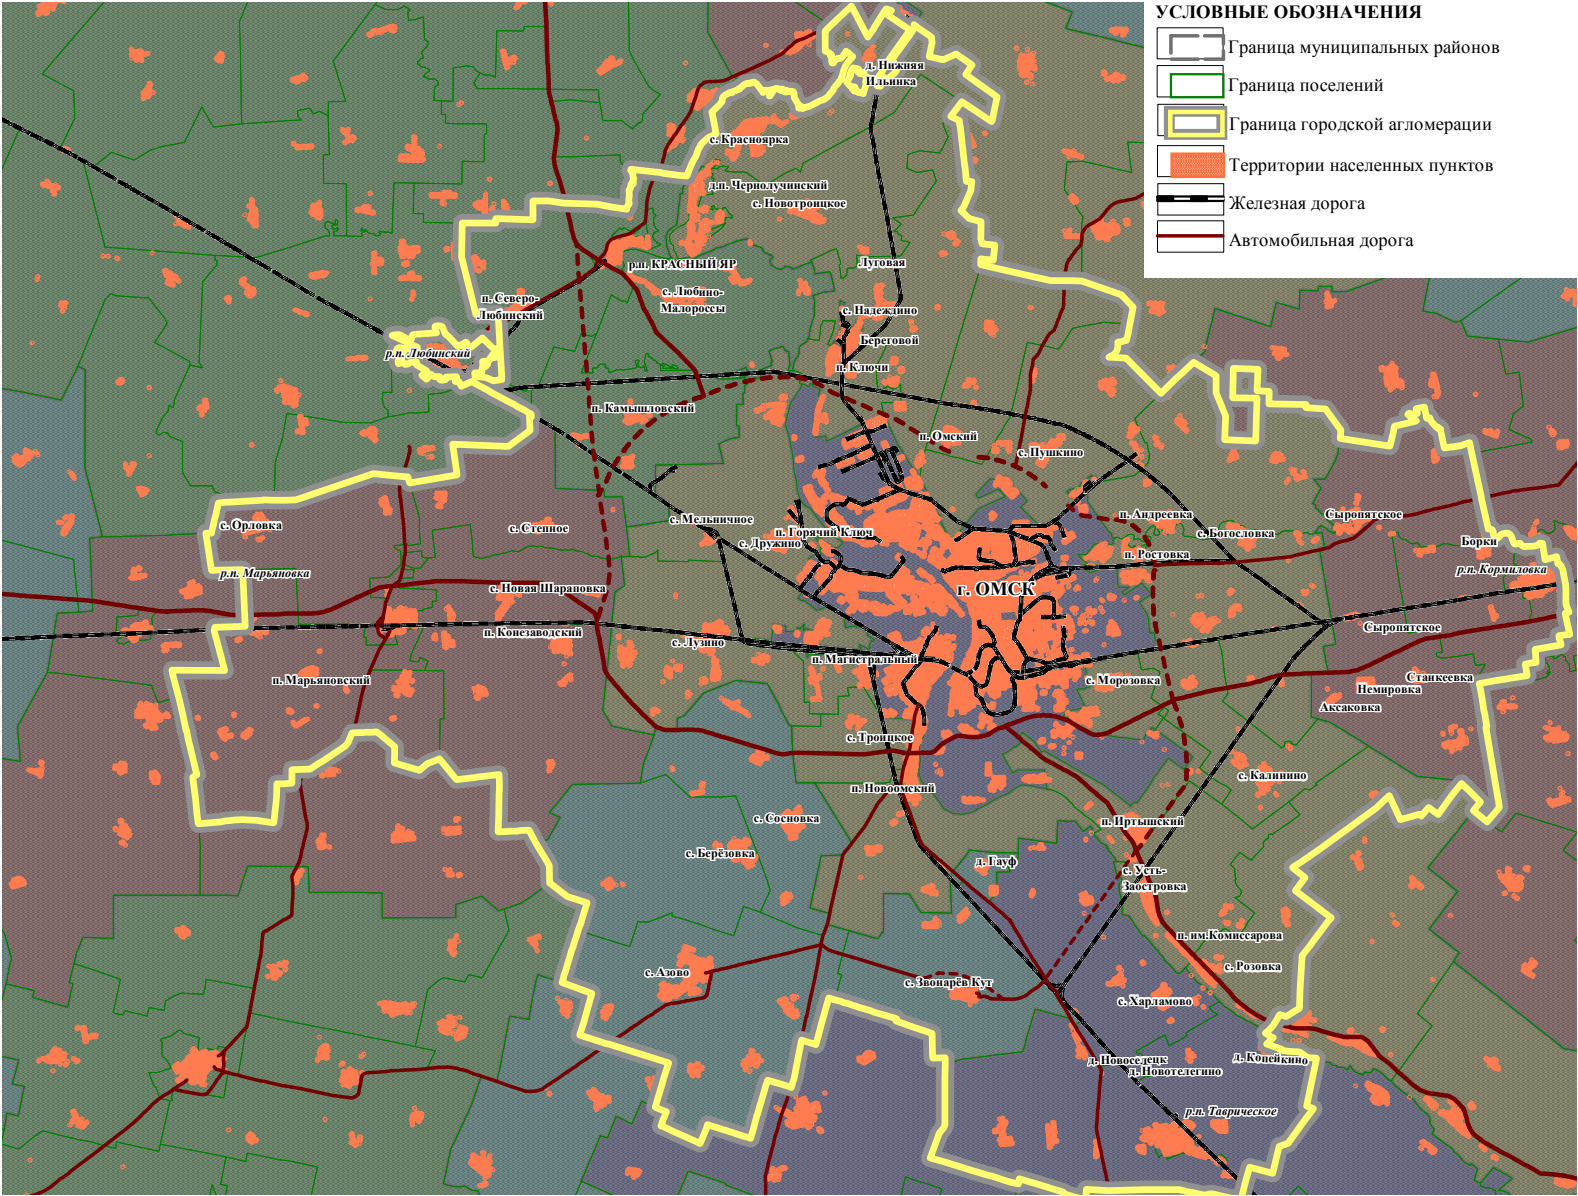 УСЛОВНЫЕ ОБОЗНАЧЕНИЯ
Граница муниципальных районов
Граница поселений
Граница городской агломерации
Территории населенных пунктов
Железная дорога
Автомобильная дорога
д. Нижняя
Ильинка
с. Красноярка
д.п. Чернолучинский
с. Новотроицкое
р.п. КРАСНЫЙ ЯР
Луговая
с. Любино-
Малороссы
п. Северо-
Любинский
с. Надеждино
Береговой
р.п. Любинский
п. Ключи
п. Камышловский
п. Омский
с. Пушкино
с. Орловка
с. Степное
с. Мельничное
п. Горячий Ключ
с. Дружино
п. Андреевка
Сыропятское
с. Богословка
Борки
п. Ростовка
р.п. Марьяновка
р.п. Кормиловка
с. Новая Шараповка
г. ОМСК
п. Конезаводский
Сыропятское
с. Лузино
п. Магистральный
п. Марьяновский
с. Морозовка
Станкеевка
Немировка
Аксаковка
с. Троицкое
с. Калинино
п. Новоомский
с. Сосновка
п. Иртышский
с. Берёзовка
д. Гауф
с. Усть-
Заостровка
п. им.Комиссарова
с. Розовка
с. Азово
с. Звонарёв Кут
с. Харламово
д. Новоселецк
д. Копейкино
д. Новотелегино
р.п. Таврическое